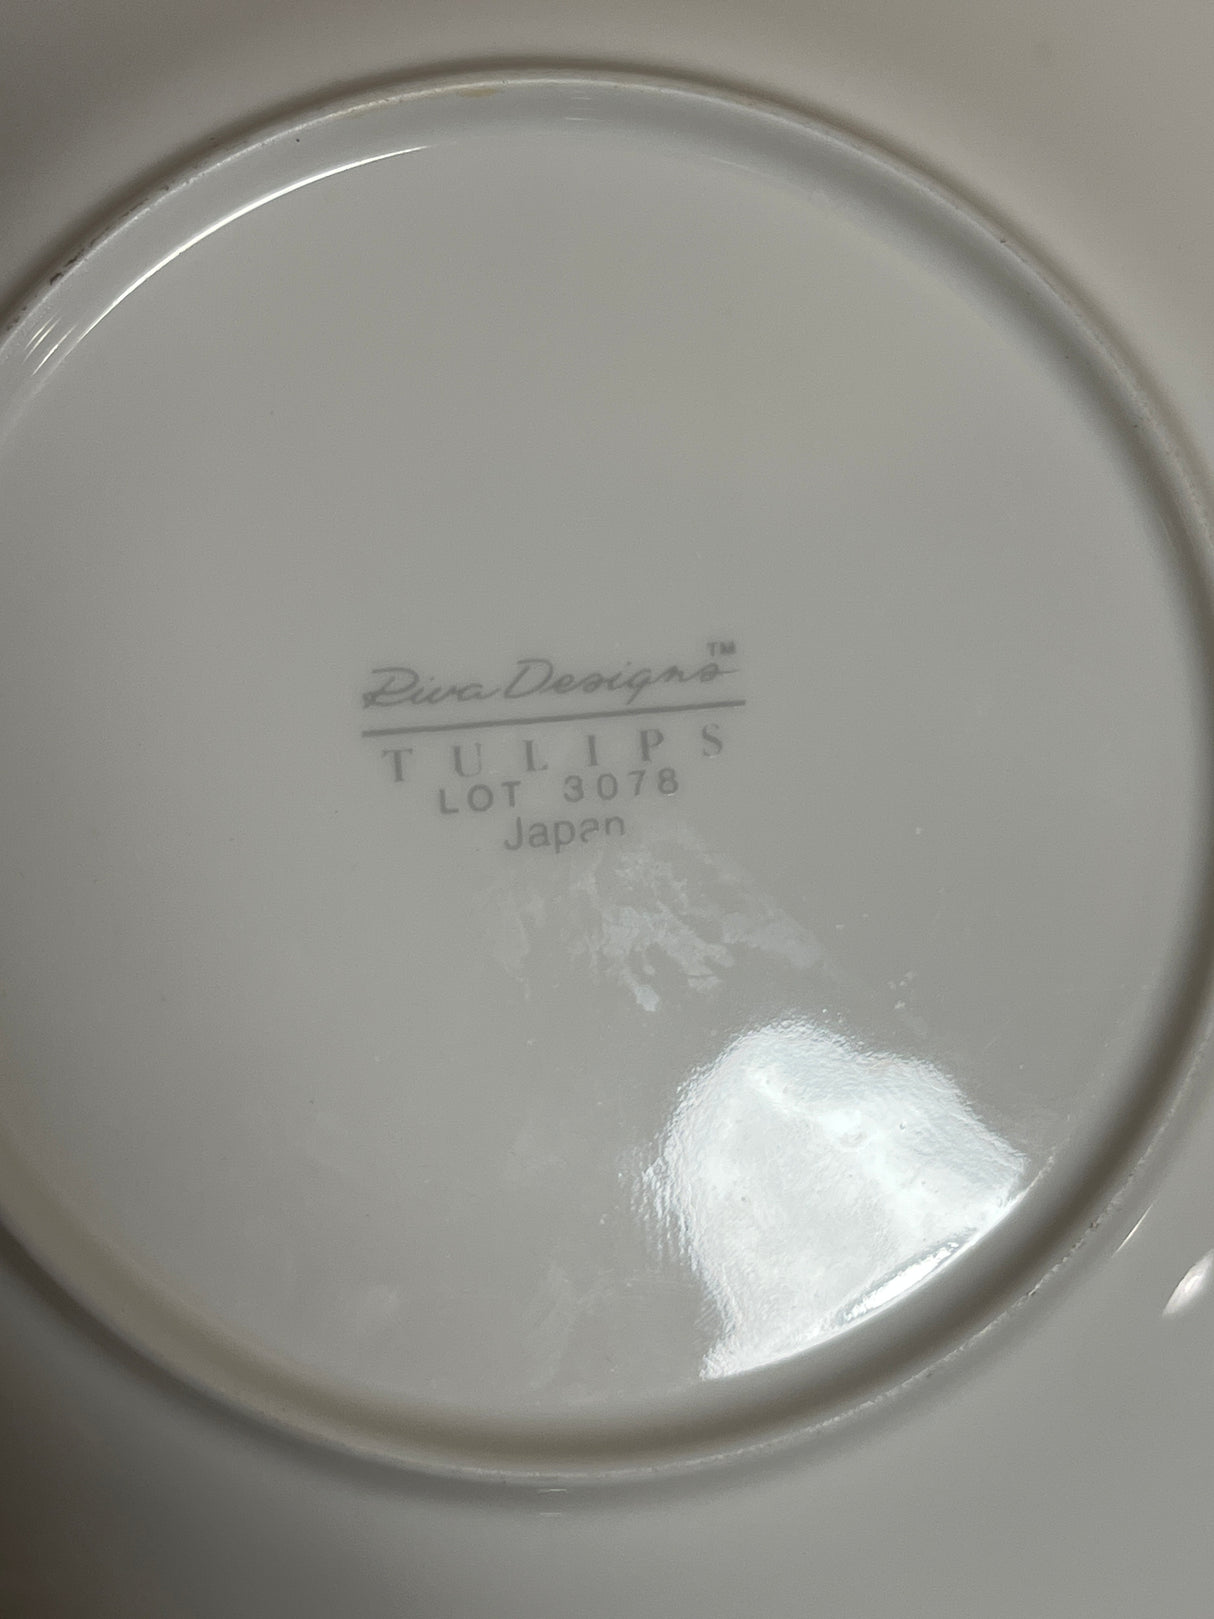 Riva Designs™
TULIPS
LOT 3078
Japan